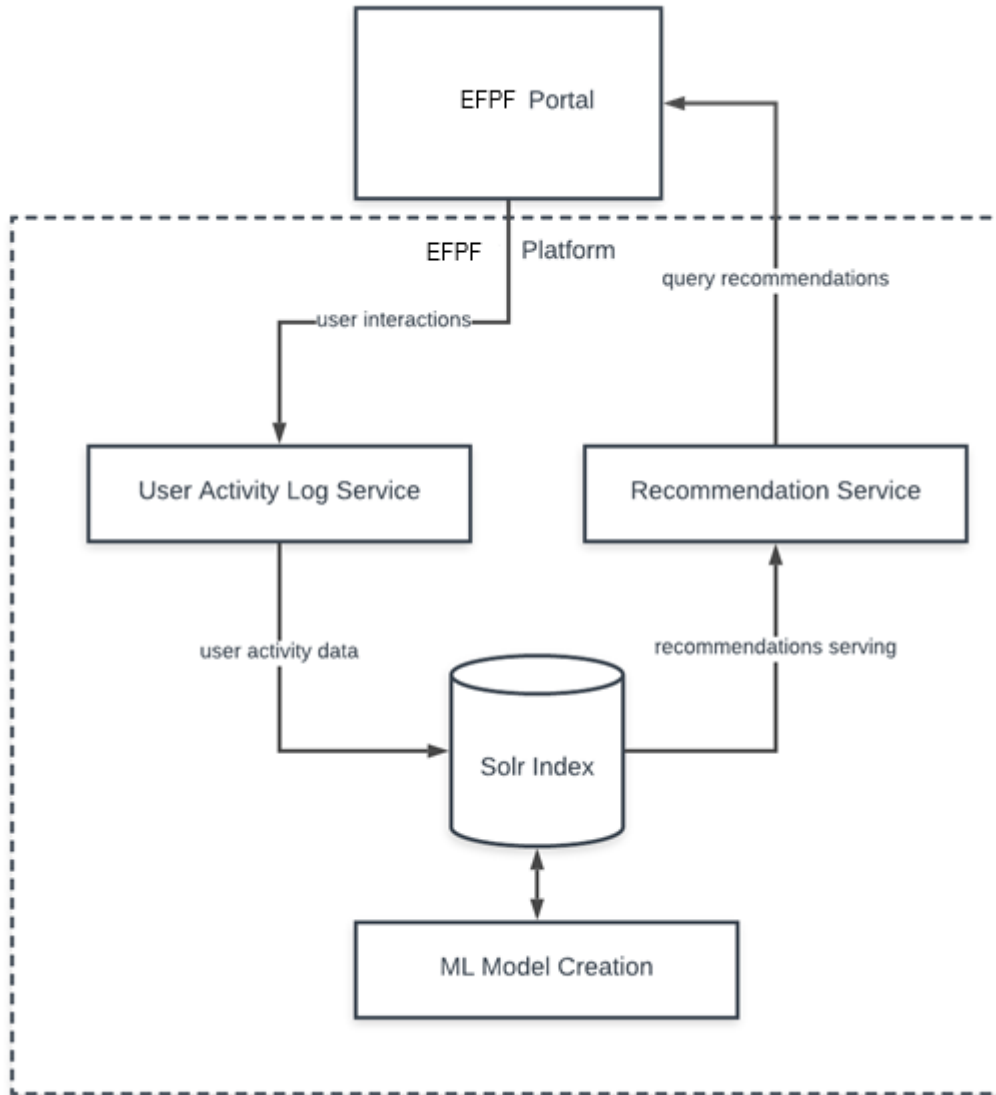 EFPF Portal
EFPF Platform
query recommendations
user interactions
User Activity Log Service
Recommendation Service
user activity data
recommendations serving
Solr Index
ML Model Creation